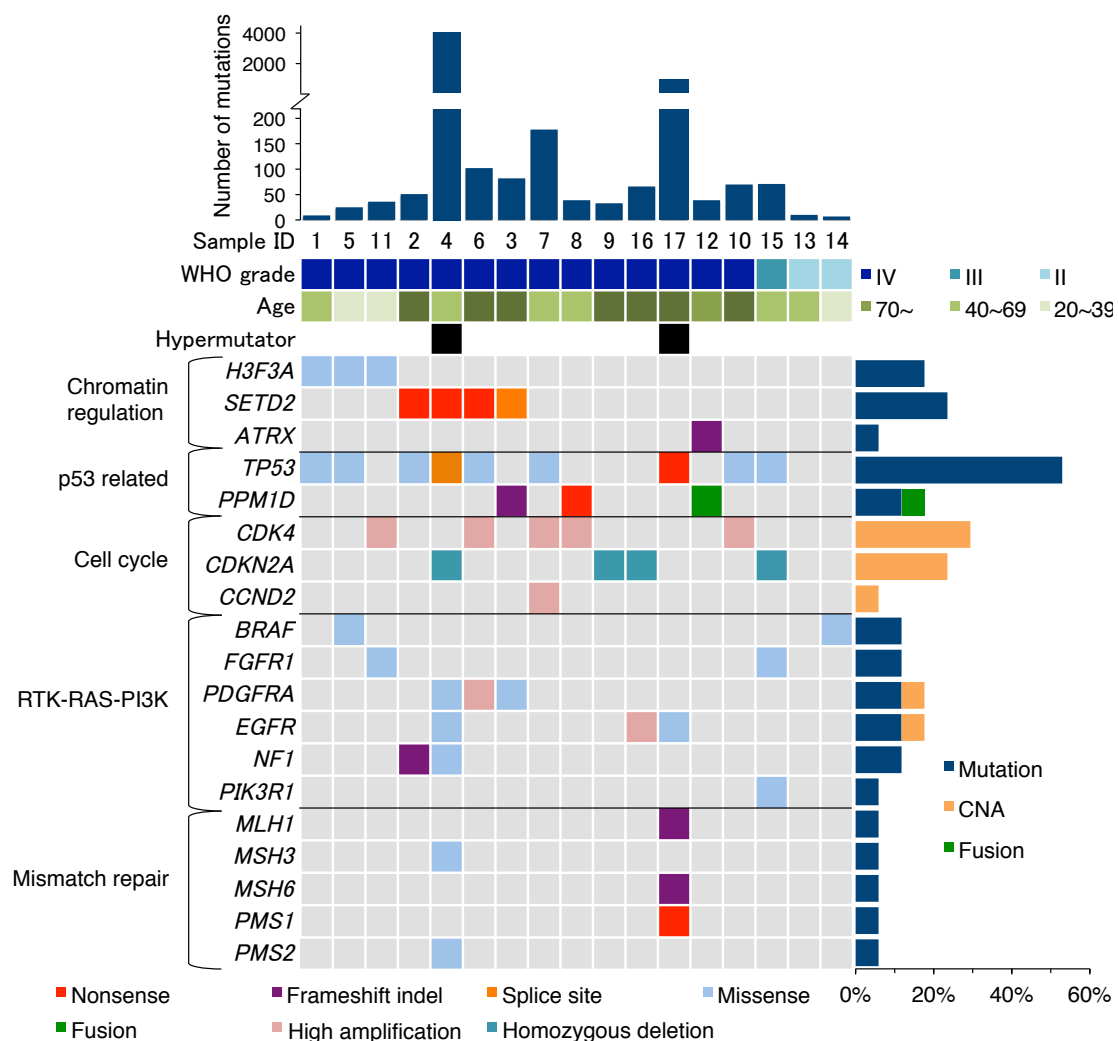 Number of mutations
4000
2000
200
150
100
50
0
Sample ID 1 5 11 2 4 6 3 7 8 9 16 17 12 10 15 13 14
WHO grade
IV III II
Age
70~ 40~69 20~39
Hypermutator
Chromatin regulation
H3F3A
SETD2
ATRX
p53 related
TP53
PPM1D
Cell cycle
CDK4
CDKN2A
CCND2
RTK-RAS-PI3K
BRAF
FGFR1
PDGFRA
EGFR
NF1
PIK3R1
Mutation
CNA
Fusion
Mismatch repair
MLH1
MSH3
MSH6
PMS1
PMS2
0% 20% 40% 60%
Nonsense Frameshift indel Splice site Missense
Fusion High amplification Homozygous deletion